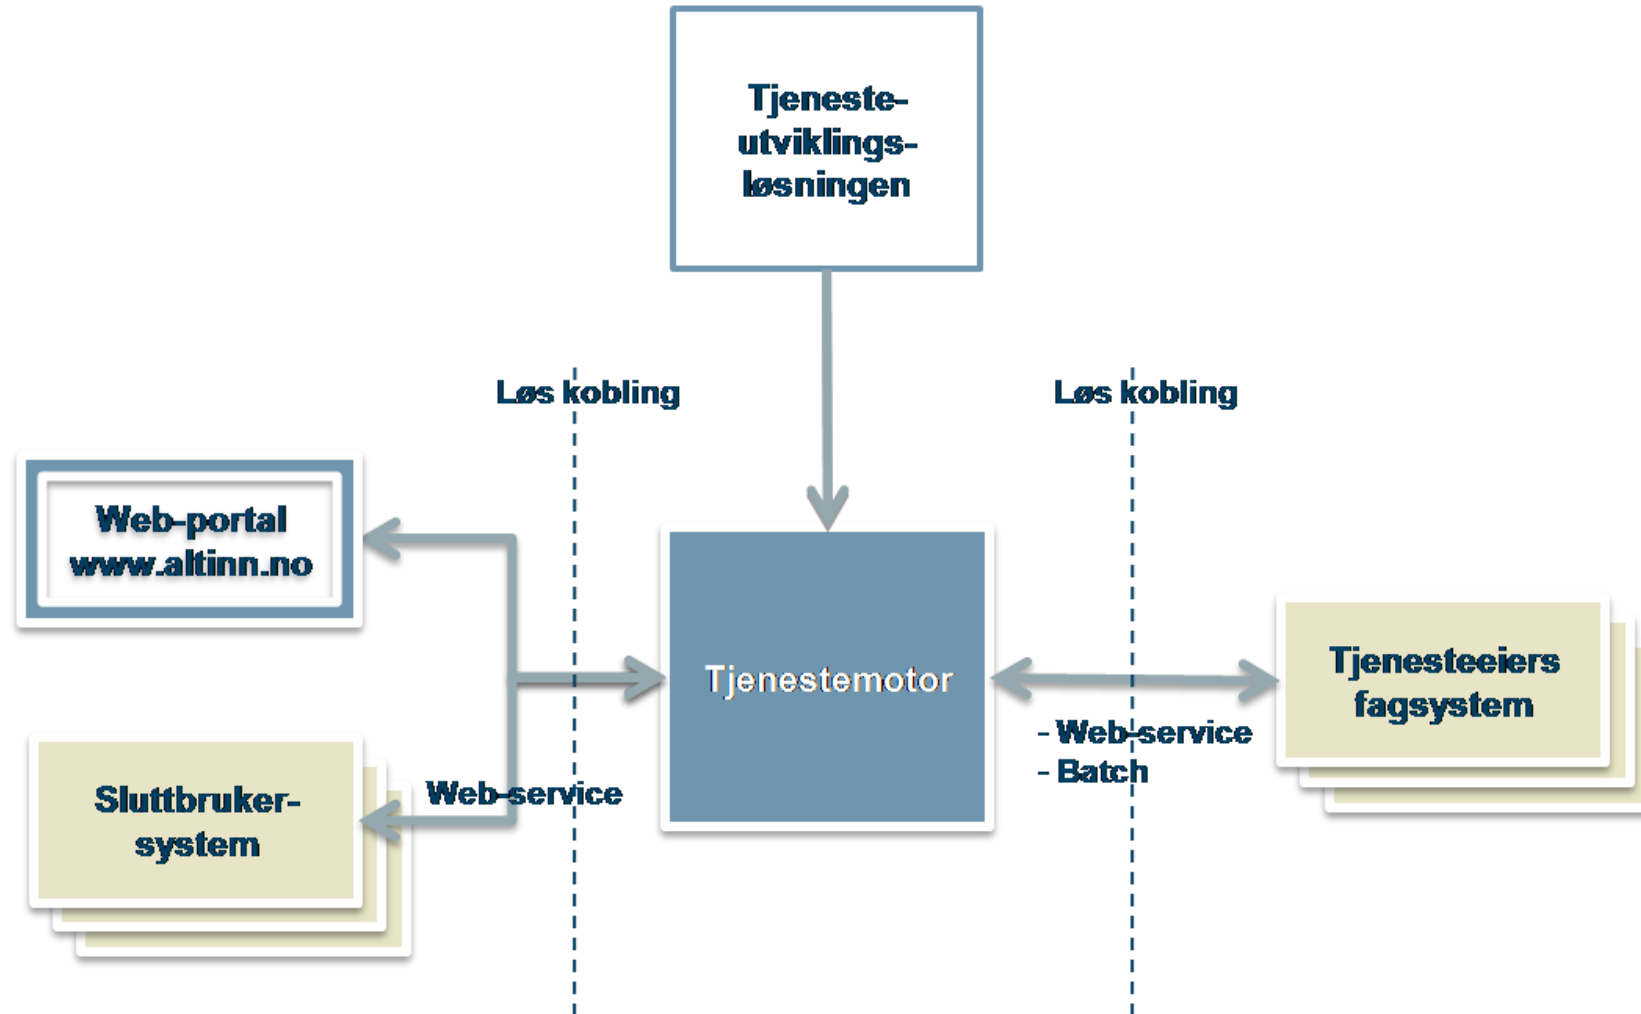 Tjeneste-
utviklings-
løsningen
Løs kobling
Løs kobling
Web-portal
www.altinn.no
Tjenestemotor
Tjenesteeiers
fagsystem
- Web-service
- Batch
Web-service
Sluttbruker-
system